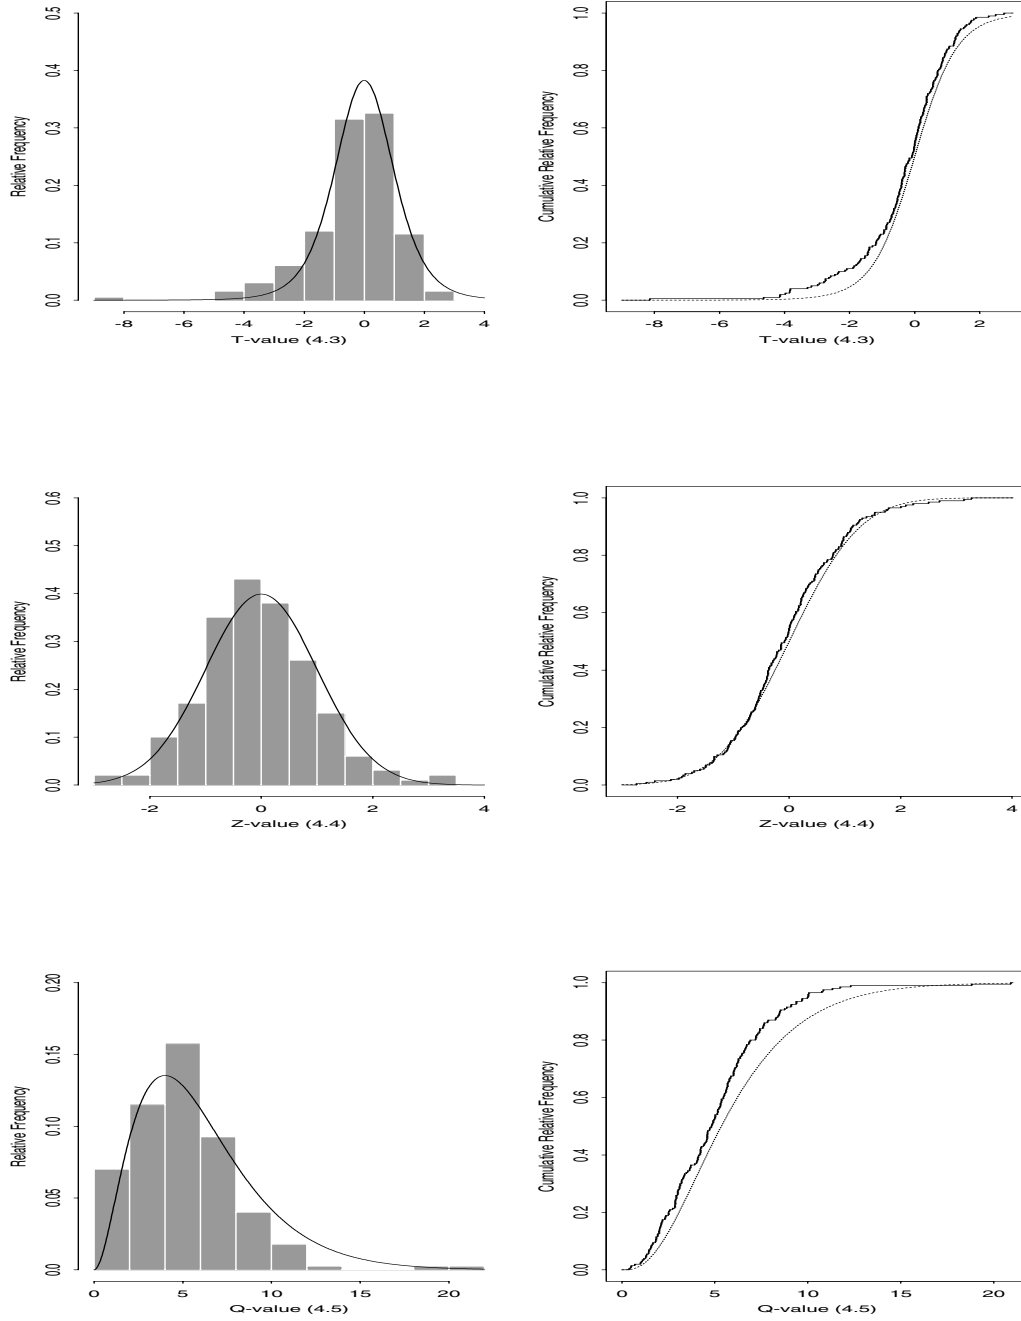 Relative Frequency
0.0 0.1 0.2 0.3 0.4 0.5
-8 -6 -4 -2 0 2 4
T-value (4.3)
Cumulative Relative Frequency
0.0 0.2 0.4 0.6 0.8 1.0
-8 -6 -4 -2 0 2
T-value (4.3)
Relative Frequency
0.0 0.1 0.2 0.3 0.4 0.5 0.6
-2 0 2 4
Z-value (4.4)
Cumulative Relative Frequency
0.0 0.2 0.4 0.6 0.8 1.0
-2 0 2 4
Z-value (4.4)
Relative Frequency
0.0 0.05 0.10 0.15 0.20
0 5 10 15 20
Q-value (4.5)
Cumulative Relative Frequency
0.0 0.2 0.4 0.6 0.8 1.0
0 5 10 15 20
Q-value (4.5)